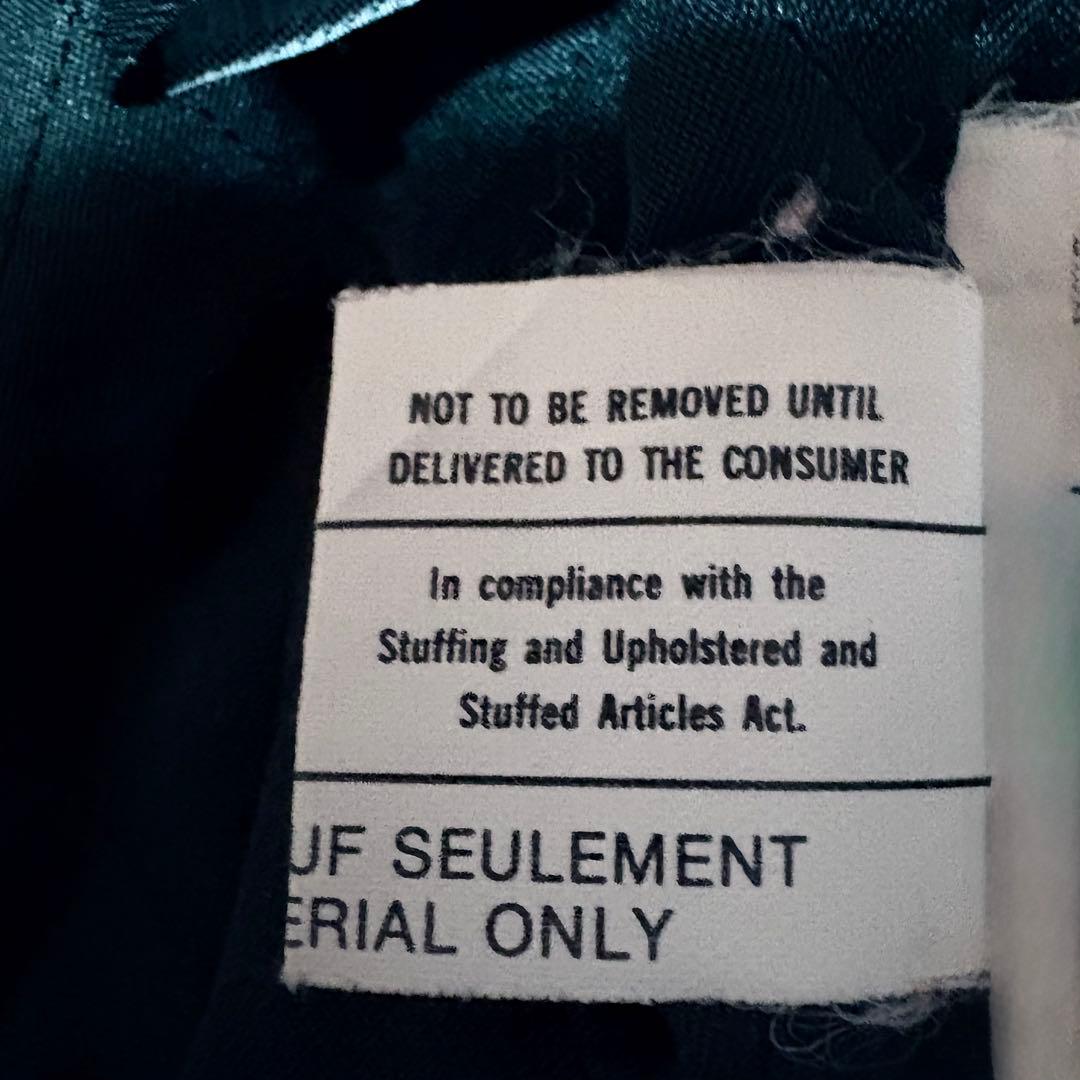 NOT TO BE REMOVED UNTIL
DELIVERED TO THE CONSUMER
In compliance with the
Stuffing and Upholstered and
Stuffed Articles Act.
UF SEULEMENT
ERIAL ONLY